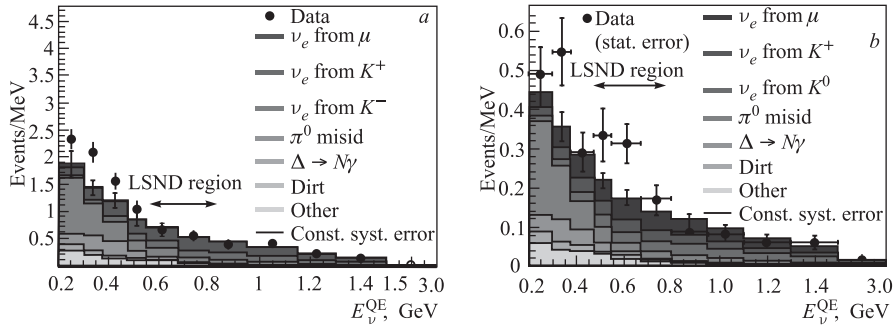 a
Events/MeV
4.5
4
3.5
3
2.5
2
1.5
1
0.5
Data
ν_e from μ
ν_e from K⁺
ν_e from K⁻
π⁰ misid
Δ → Nγ
Dirt
Other
Const. syst. error
LSND region
0.2 0.4 0.6 0.8 1 1.2 1.4 1.5 3.0
E_ν^QE, GeV
b
Events/MeV
0.6
0.5
0.4
0.3
0.2
0.1
0
Data
(stat. error)
LSND region
ν_e from μ
ν_e from K⁺
ν_e from K⁰
π⁰ misid
Δ → Nγ
Dirt
Other
Const. syst. error
0.2 0.4 0.6 0.8 1 1.2 1.4 3.0
E_ν^QE, GeV